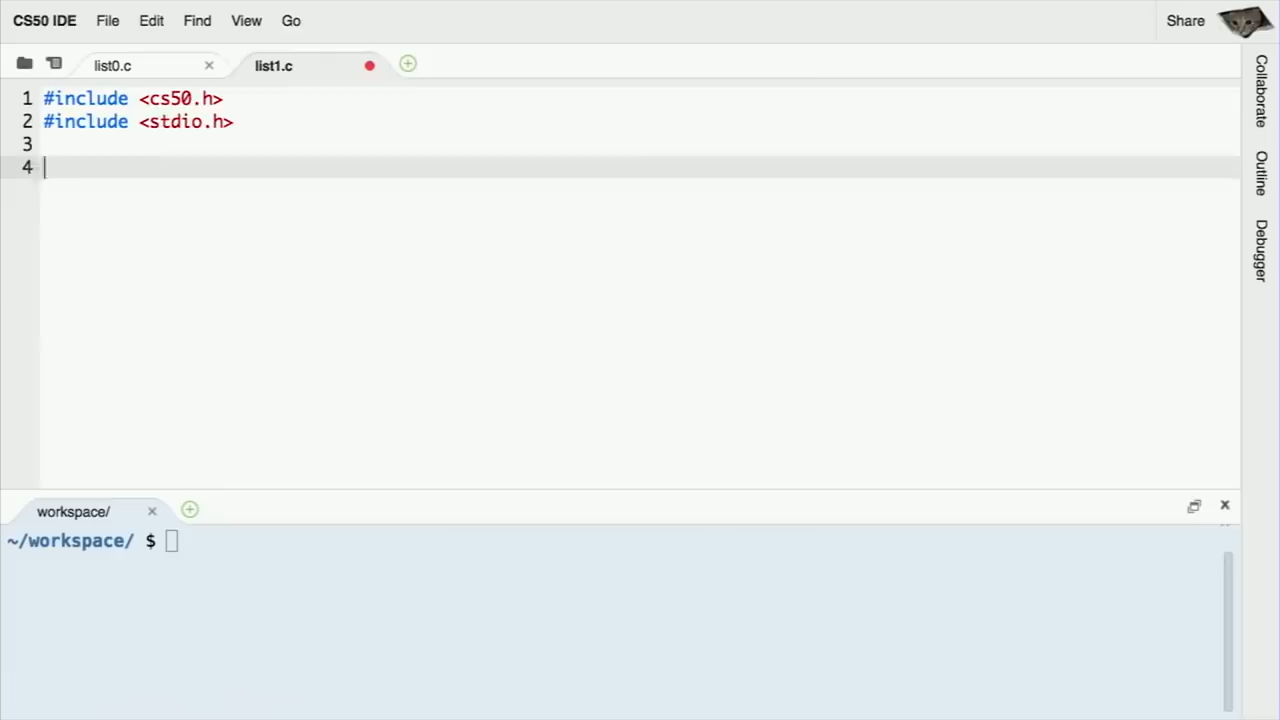 CS50 IDE File Edit Find View Go Share
list0.c list1.c
1 #include <cs50.h>
2 #include <stdio.h>
3
4
Collaborate
Outline
Debugger
workspace/
~/workspace/ $